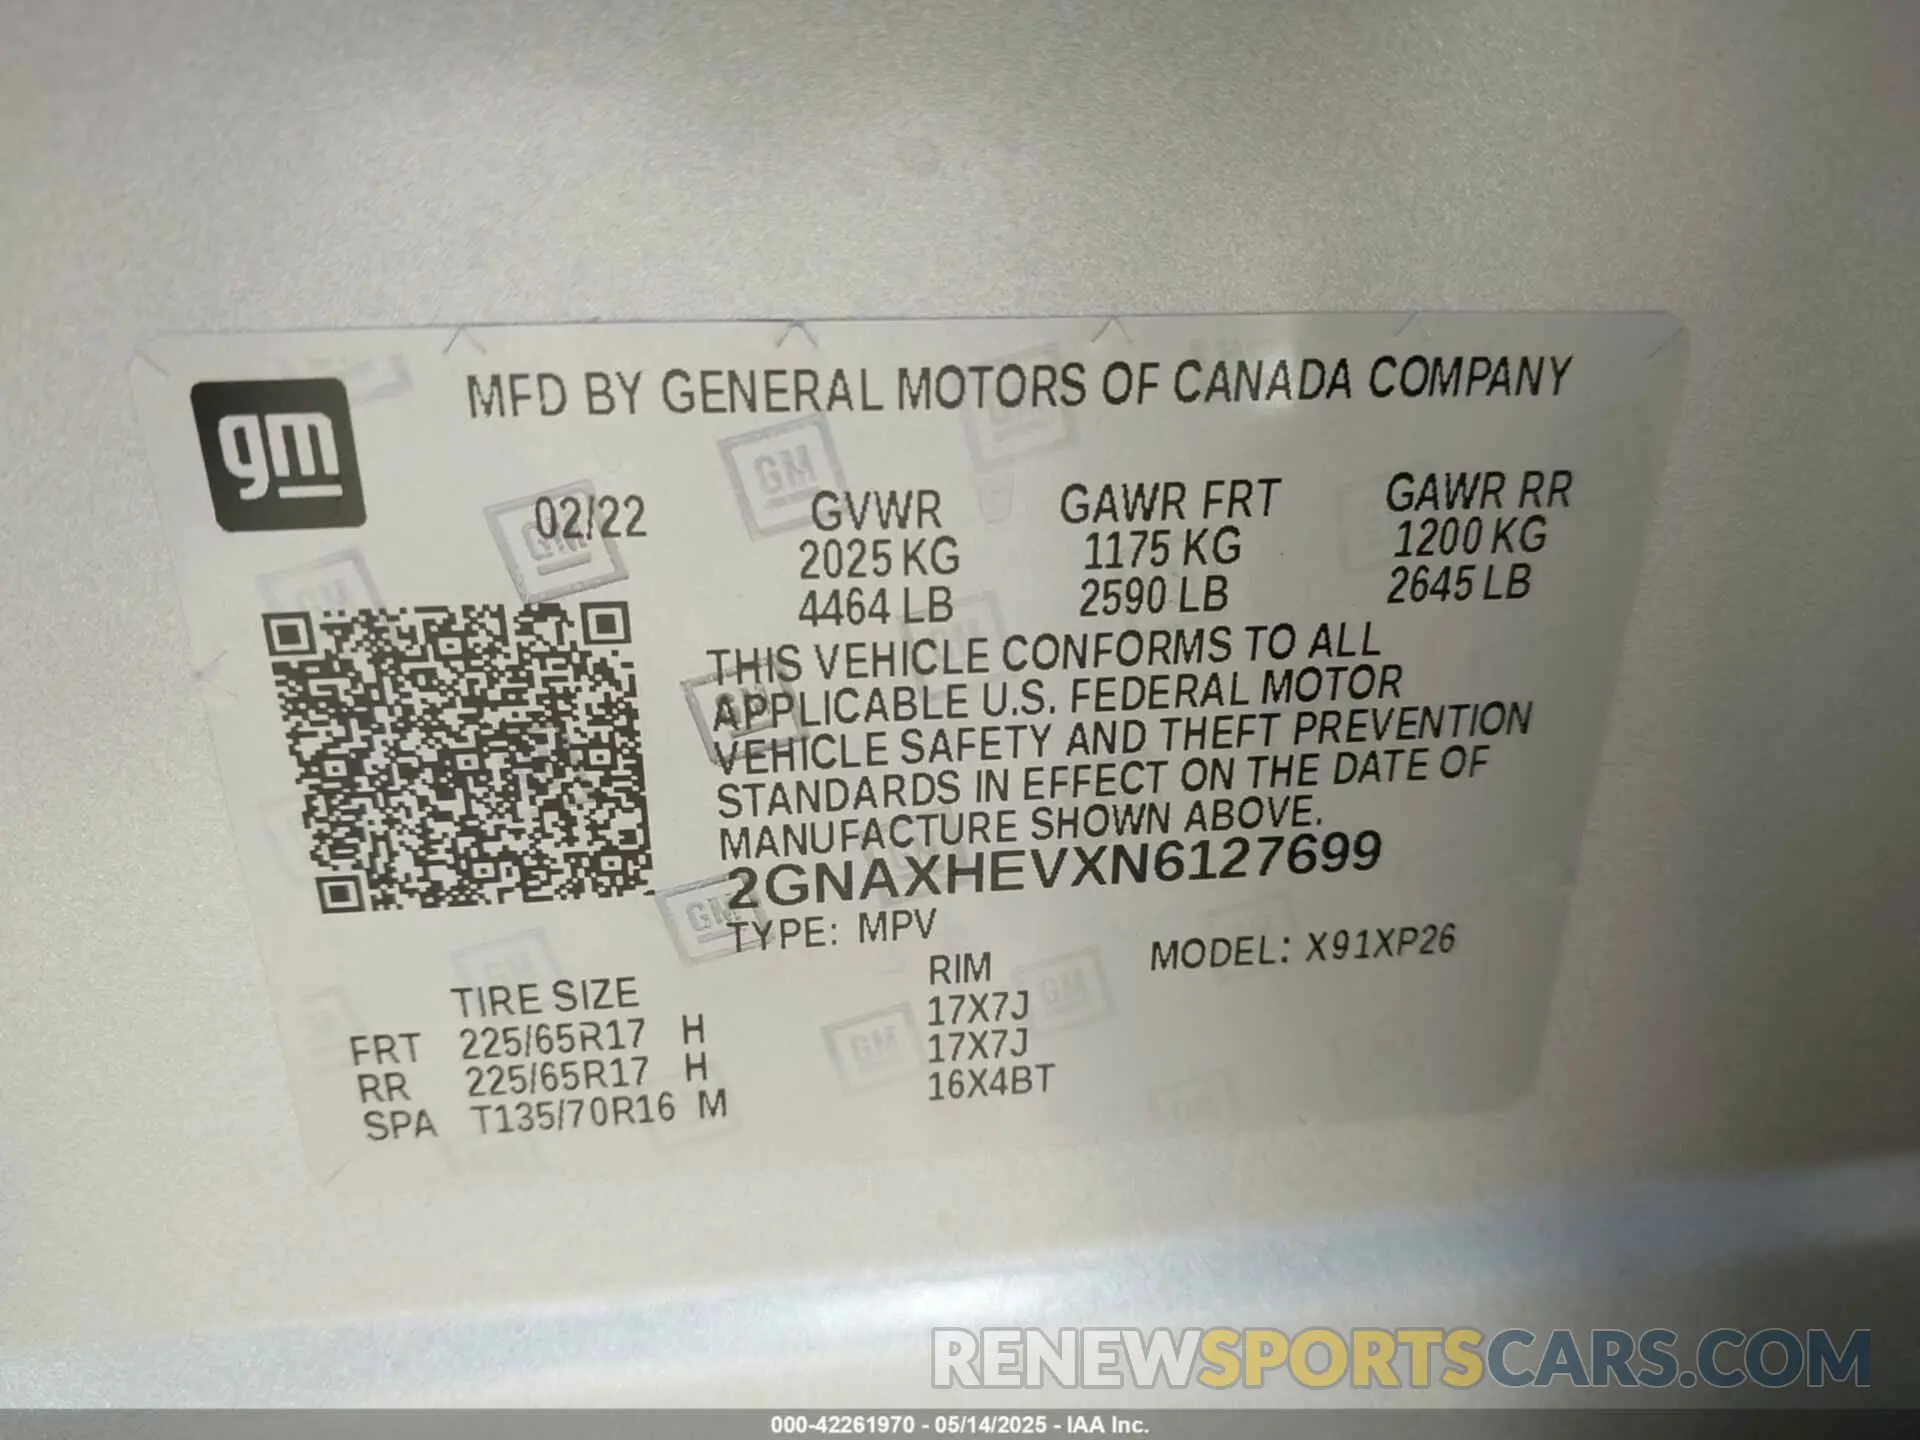 gm
MFD BY GENERAL MOTORS OF CANADA COMPANY
02/22 GVWR GAWR FRT GAWR RR
2025 KG 1175 KG 1200 KG
4464 LB 2590 LB 2645 LB
THIS VEHICLE CONFORMS TO ALL
APPLICABLE U.S. FEDERAL MOTOR
VEHICLE SAFETY AND THEFT PREVENTION
STANDARDS IN EFFECT ON THE DATE OF
MANUFACTURE SHOWN ABOVE.
2GNAXHEVXN6127699
TYPE: MPV MODEL: X91XP26
TIRE SIZE RIM
FRT 225/65R17 H 17X7J
RR 225/65R17 H 17X7J
SPA T135/70R16 M 16X4BT
RENEWSPORTSCARS.COM
000-42261970 - 05/14/2025 - IAA Inc.